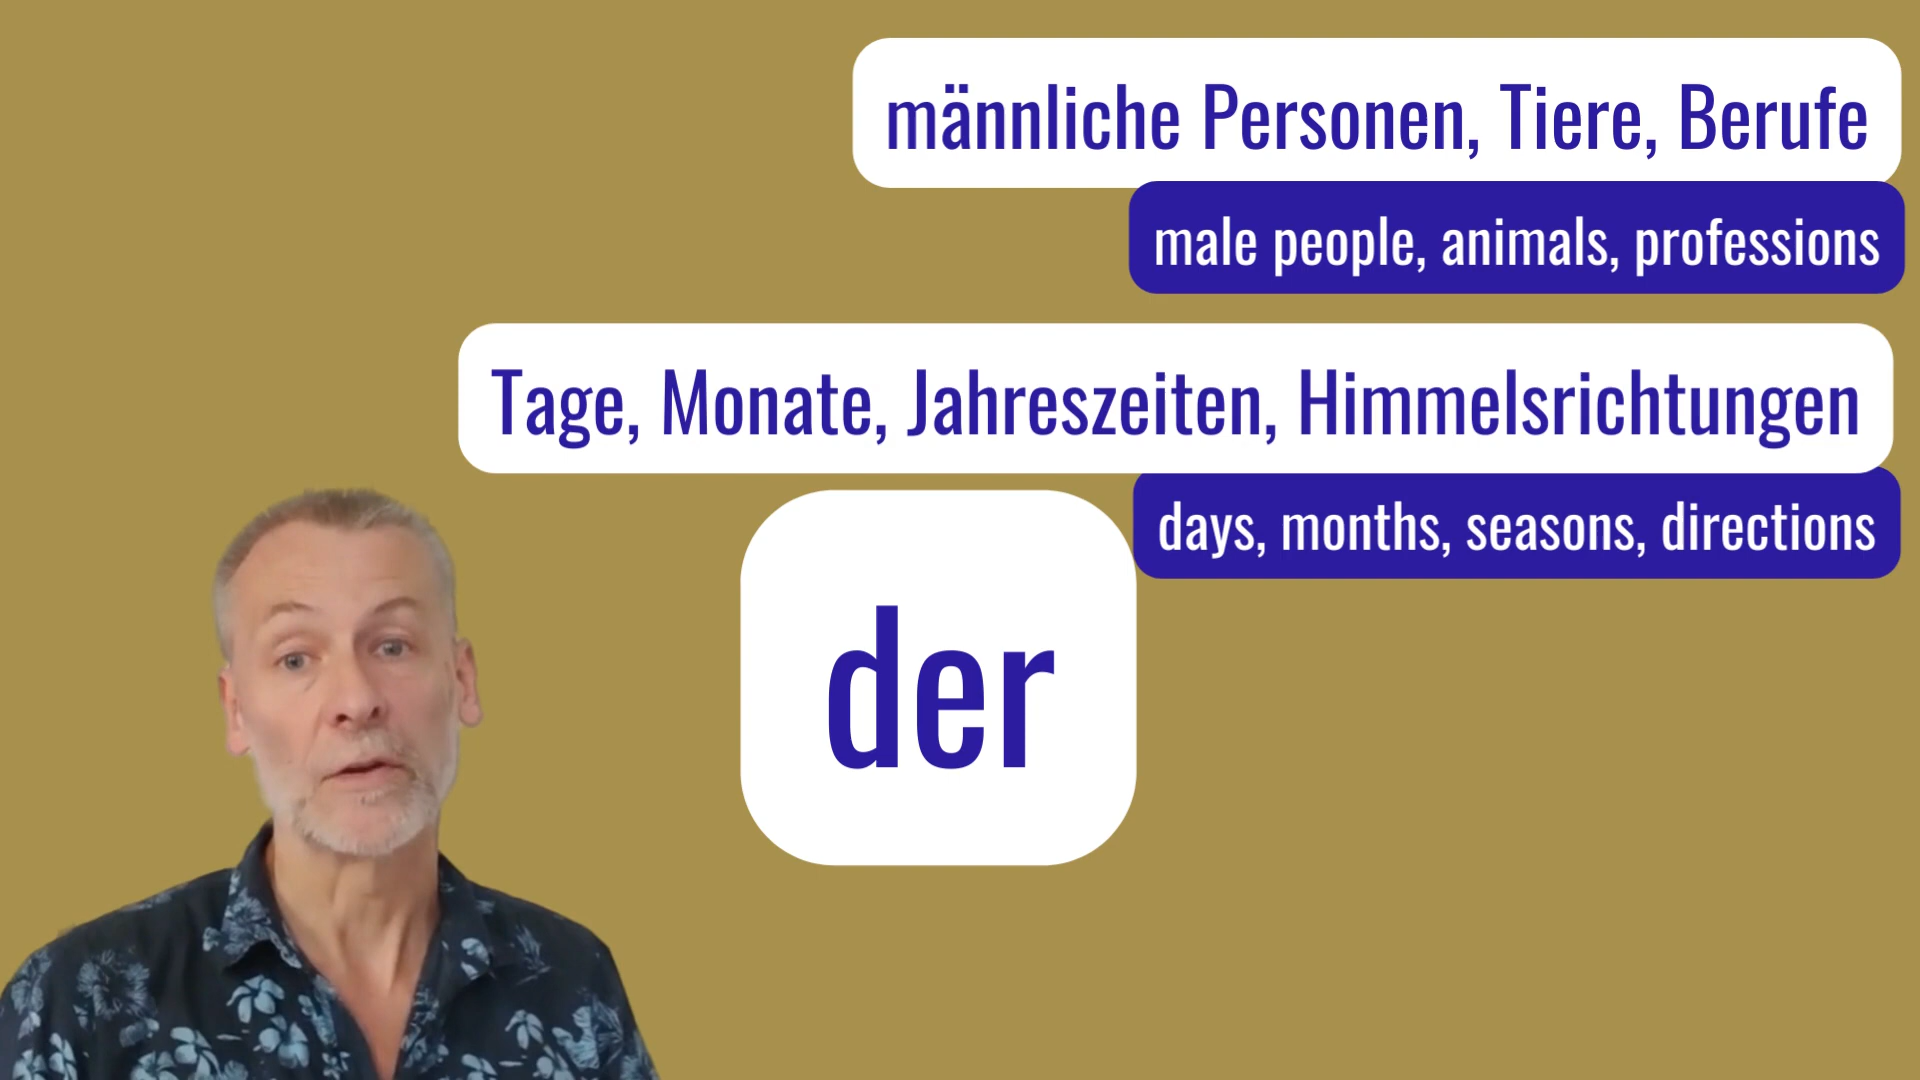 männliche Personen, Tiere, Berufe
male people, animals, professions
Tage, Monate, Jahreszeiten, Himmelsrichtungen
days, months, seasons, directions
der